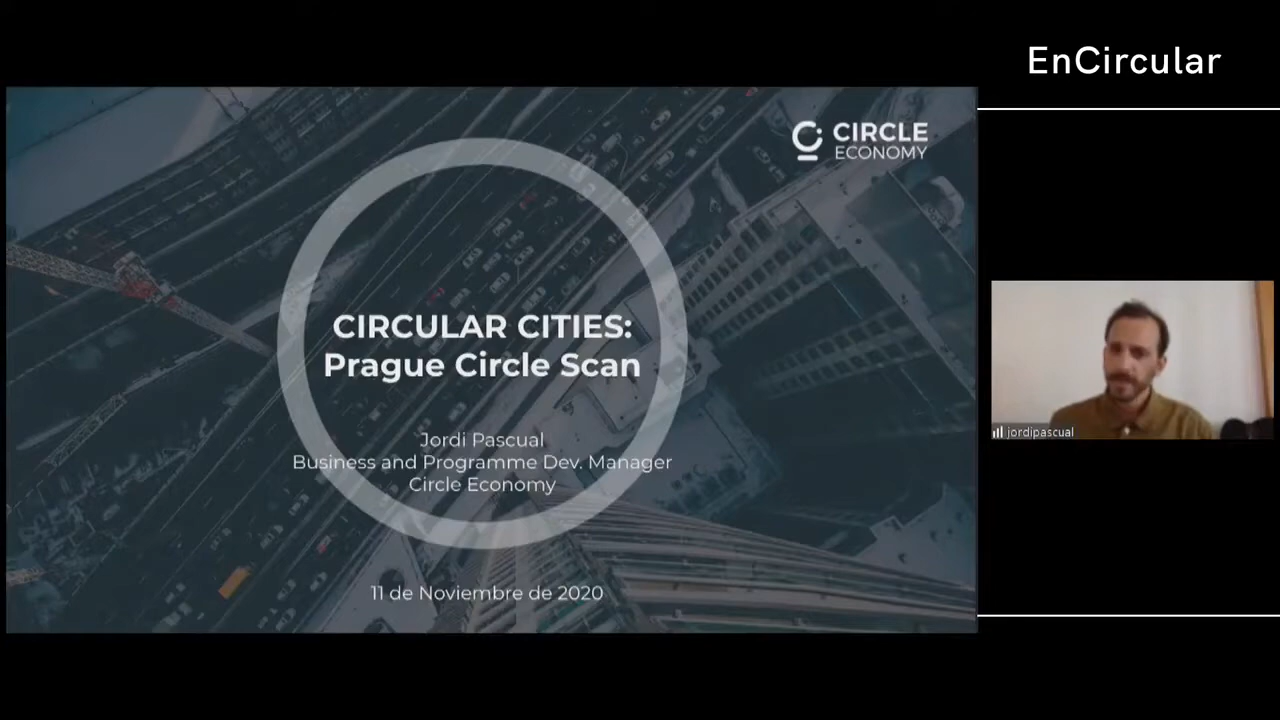 EnCircular
CIRCLE
ECONOMY
CIRCULAR CITIES:
Prague Circle Scan
Jordi Pascual
Business and Programme Dev. Manager
Circle Economy
11 de Noviembre de 2020
jordipascual